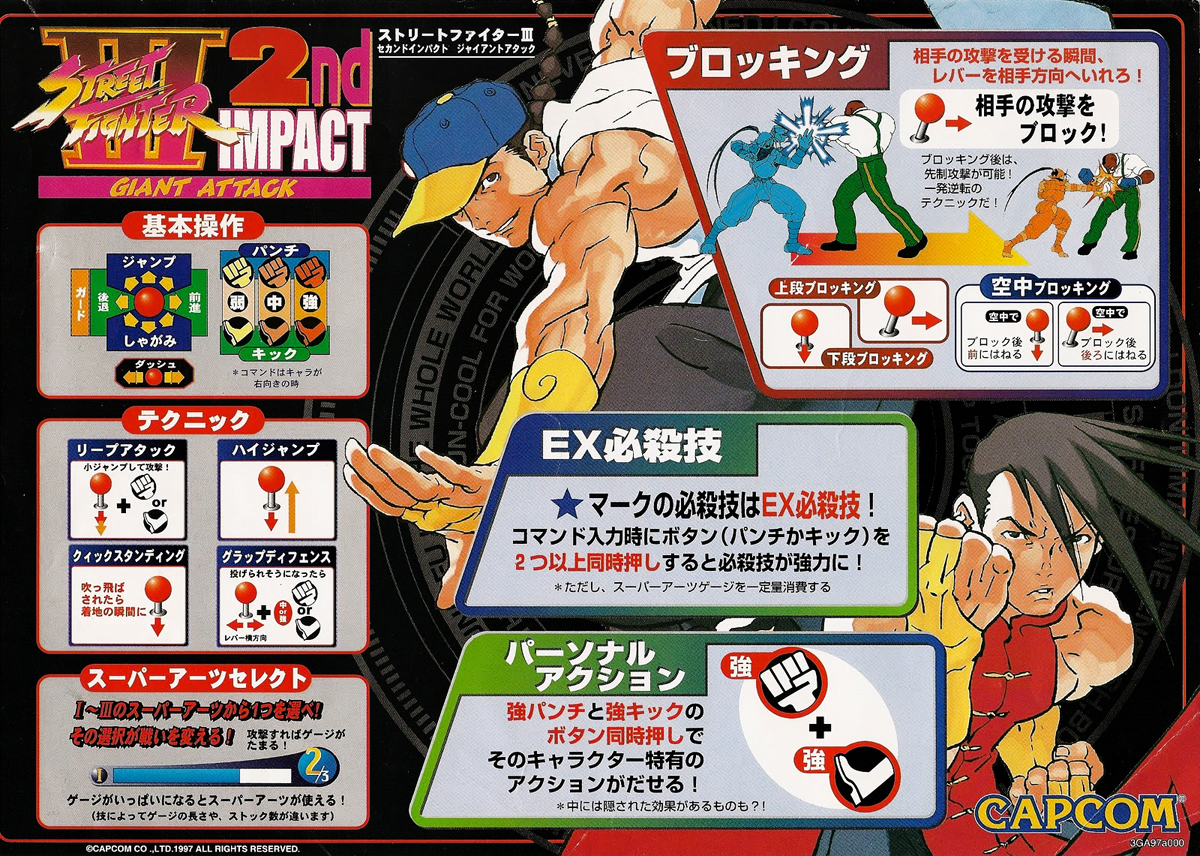 STREET FIGHTER III
2nd
IMPACT
GIANT ATTACK
ストリートファイターⅢ
セカンドインパクト ジャイアントアタック
基本操作
ジャンプ
ガード
後退
前進
しゃがみ
ダッシュ
パンチ
弱 中 強
キック
*コマンドはキャラが
右向きの時
テクニック
リープアタック
小ジャンプして攻撃!
+
or
ハイジャンプ
クィックスタンディング
吹っ飛ば
されたら
着地の瞬間に
グラップディフェンス
投げられそうになったら
+
中
or
強
or
レバー横方向
スーパーアーツセレクト
Ⅰ~Ⅲのスーパーアーツから1つを選べ!
その選択が戦いを変える!
攻撃すればゲージが
たまる!
Ⅰ
2/3
ゲージがいっぱいになるとスーパーアーツが使える!
(技によってゲージの長さや、ストック数が違います)
©CAPCOM CO.,LTD.1997 ALL RIGHTS RESERVED.
ブロッキング
相手の攻撃を受ける瞬間、
レバーを相手方向へいれろ!
相手の攻撃を
ブロック!
ブロッキング後は、
先制攻撃が可能!
一発逆転の
テクニックだ!
上段ブロッキング
下段ブロッキング
空中ブロッキング
空中で
ブロック後
前にはねる
空中で
ブロック後
後ろにはねる
EX必殺技
★マークの必殺技はEX必殺技!
コマンド入力時にボタン(パンチかキック)を
2つ以上同時押しすると必殺技が強力に!
*ただし、スーパーアーツゲージを一定量消費する
パーソナル
アクション
強パンチと強キックの
ボタン同時押しで
そのキャラクター特有の
アクションがだせる!
*中には隠された効果があるものも?!
強
+
強
WHOLE WORLD
CAPCOM®
3GA97a000